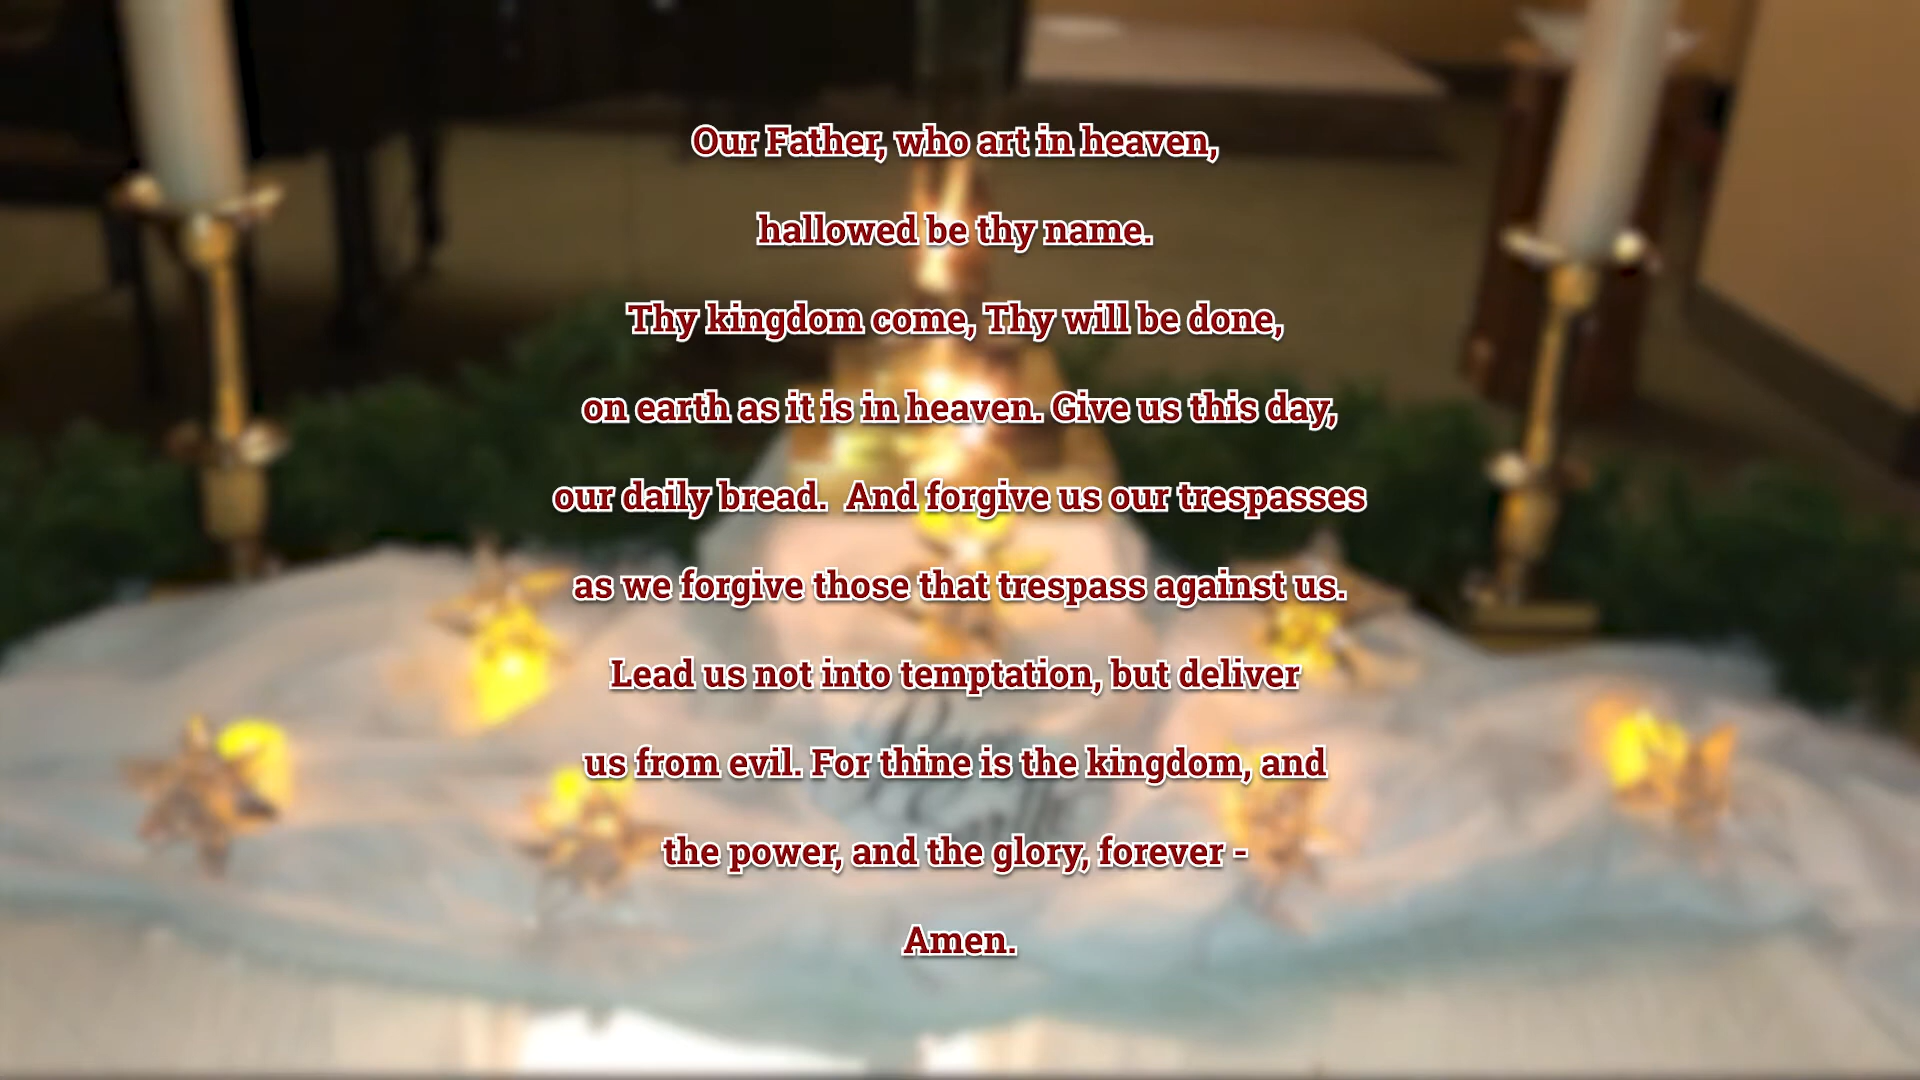 Our Father, who art in heaven,
hallowed be thy name.
Thy kingdom come, Thy will be done,
on earth as it is in heaven. Give us this day,
our daily bread.  And forgive us our trespasses
as we forgive those that trespass against us.
Lead us not into temptation, but deliver
us from evil. For thine is the kingdom, and
the power, and the glory, forever -
Amen.